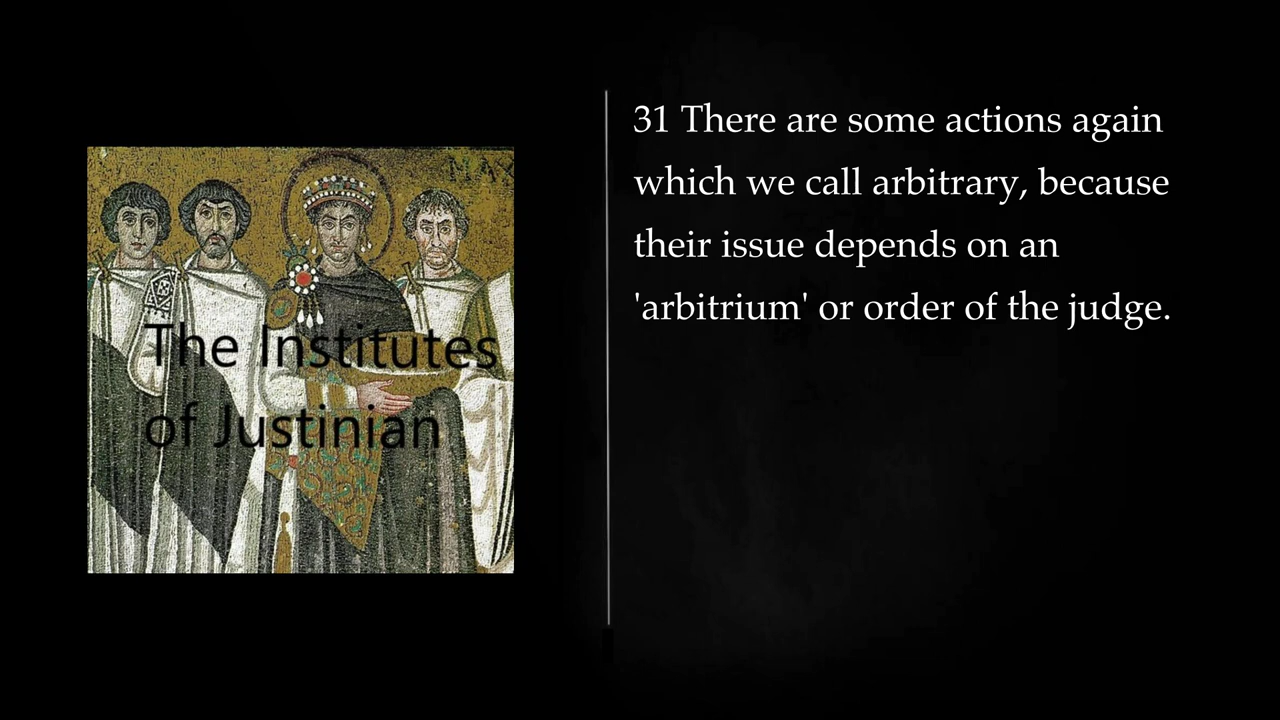 MAX
The Institutes
of Justinian
31 There are some actions again
which we call arbitrary, because
their issue depends on an
'arbitrium' or order of the judge.